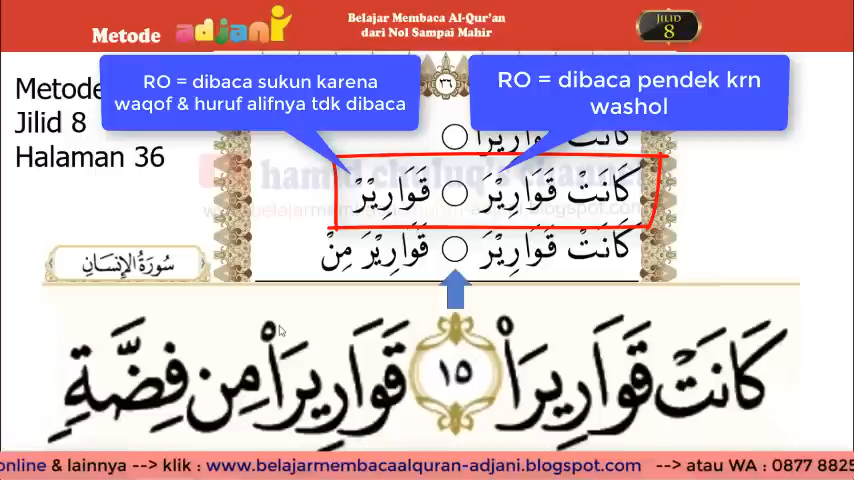 Metode adjani
Belajar Membaca Al-Qur'an
dari Nol Sampai Mahir
JILID
8
Metode
Jilid 8
Halaman 36
RO = dibaca sukun karena
waqof & huruf alifnya tdk dibaca
RO = dibaca pendek krn
washol
٣٦
كَانَتْ قَوَارِيْرَا ○
كَانَتْ قَوَارِيْرَ ○ قَوَارِيْرْ
كَانَتْ قَوَارِيْرَ ○ قَوَارِيْرَ مِنْ
سُورَةُ الإِنْسَانِ
كَانَتْ قَوَارِيرَا۠ ١٥ قَوَارِيرَا۟ مِن فِضَّةٍ
online & lainnya --> klik : www.belajarmembacaalquran-adjani.blogspot.com --> atau WA : 0877 8825